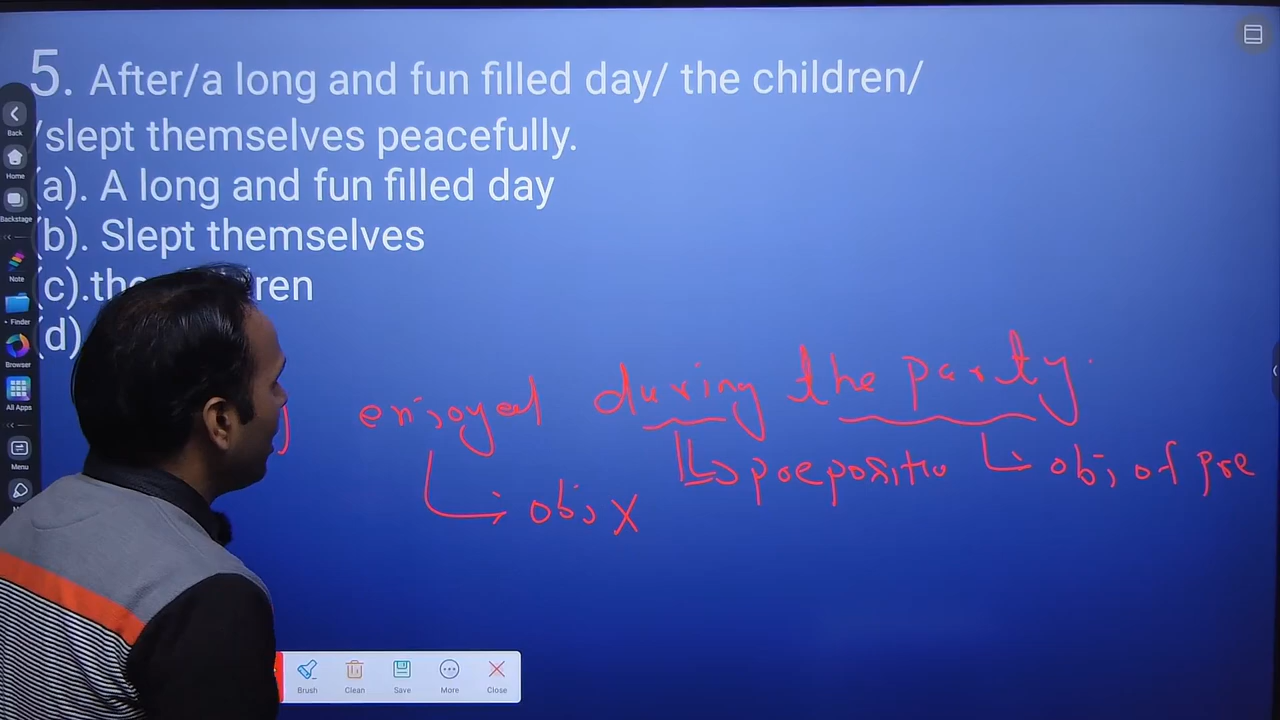 5. After/a long and fun filled day/ the children/
/slept themselves peacefully.
(a). A long and fun filled day
(b). Slept themselves
(c).the
ren
(d)
enjoyed during the party.
obj X
preposition
obj of pre
Back
Home
Backstage
Note
Finder
Browser
All Apps
Menu
Brush
Clean
Save
More
Close